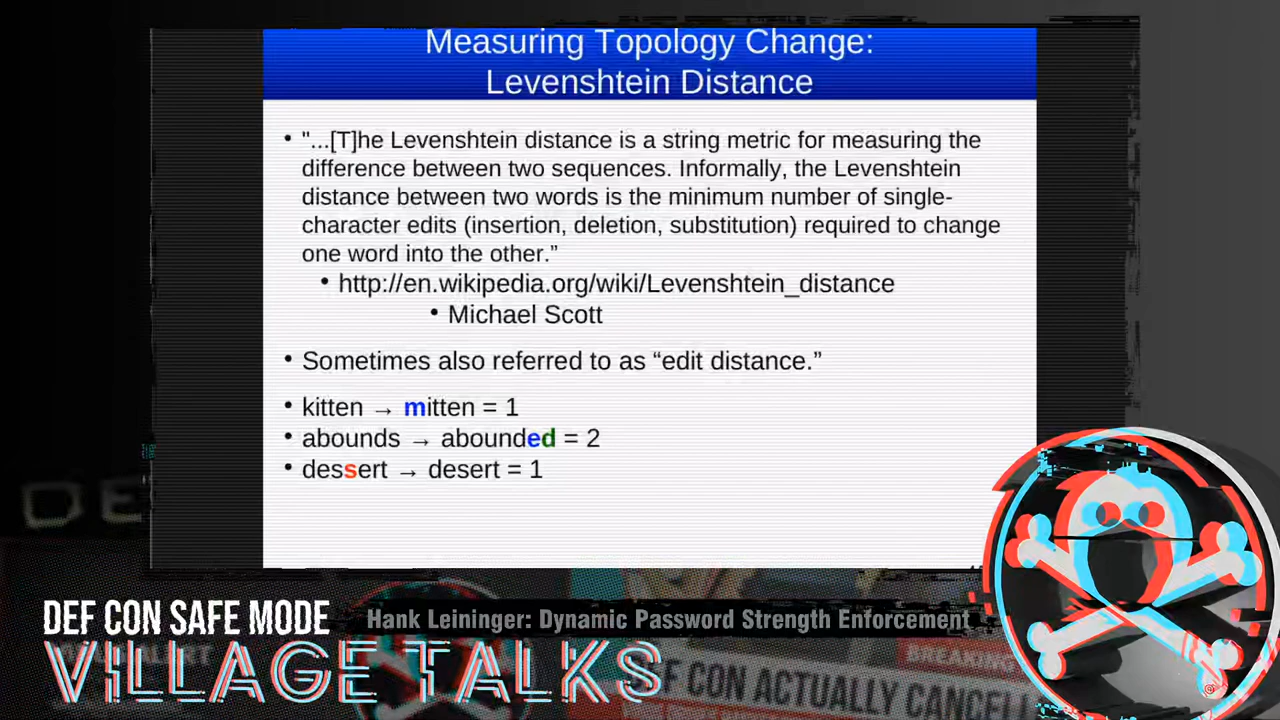 Measuring Topology Change:
Levenshtein Distance
• "...[T]he Levenshtein distance is a string metric for measuring the
difference between two sequences. Informally, the Levenshtein
distance between two words is the minimum number of single-
character edits (insertion, deletion, substitution) required to change
one word into the other.”
• http://en.wikipedia.org/wiki/Levenshtein_distance
• Michael Scott
• Sometimes also referred to as “edit distance.”
• kitten → mitten = 1
• abounds → abounded = 2
• dessert → desert = 1
DEF CON SAFE MODE
Hank Leininger: Dynamic Password Strength Enforcement
VILLAGE TALKS
BREAKING
DEF CON ACTUALLY CANCELL